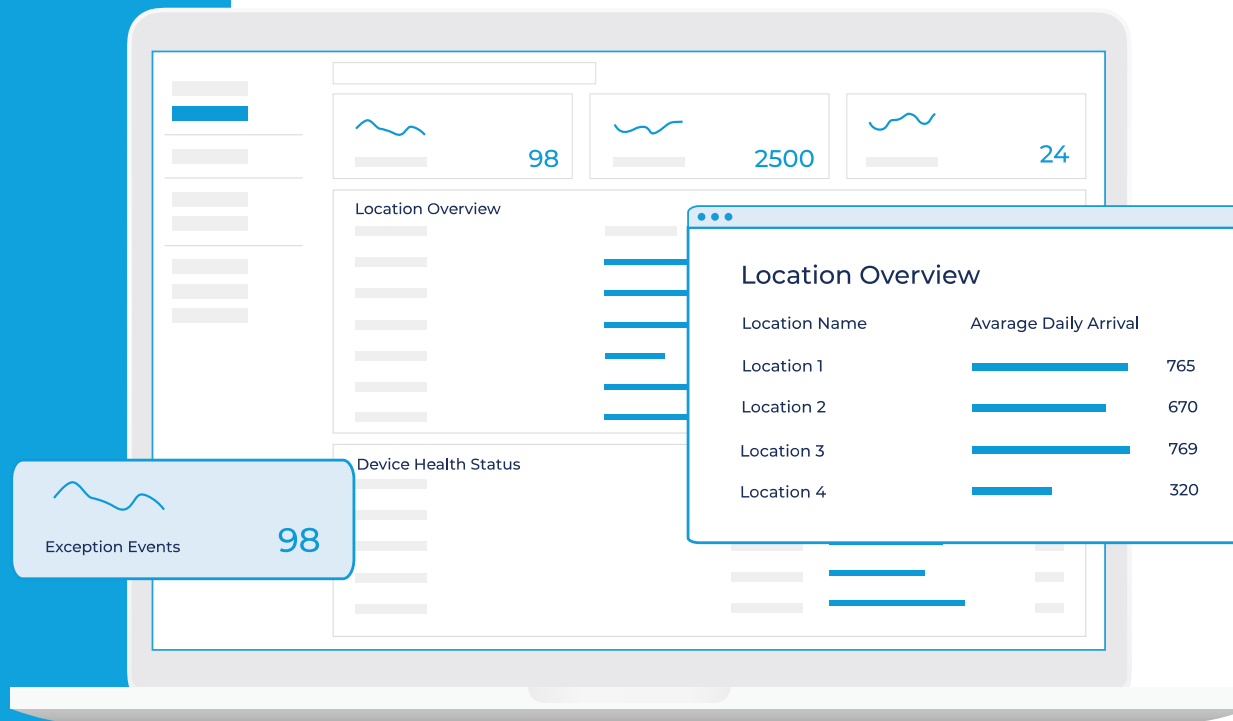 98
2500
24
Location Overview
Device Health Status
Exception Events
98
Location Overview
Location Name Avarage Daily Arrival
Location 1 765
Location 2 670
Location 3 769
Location 4 320